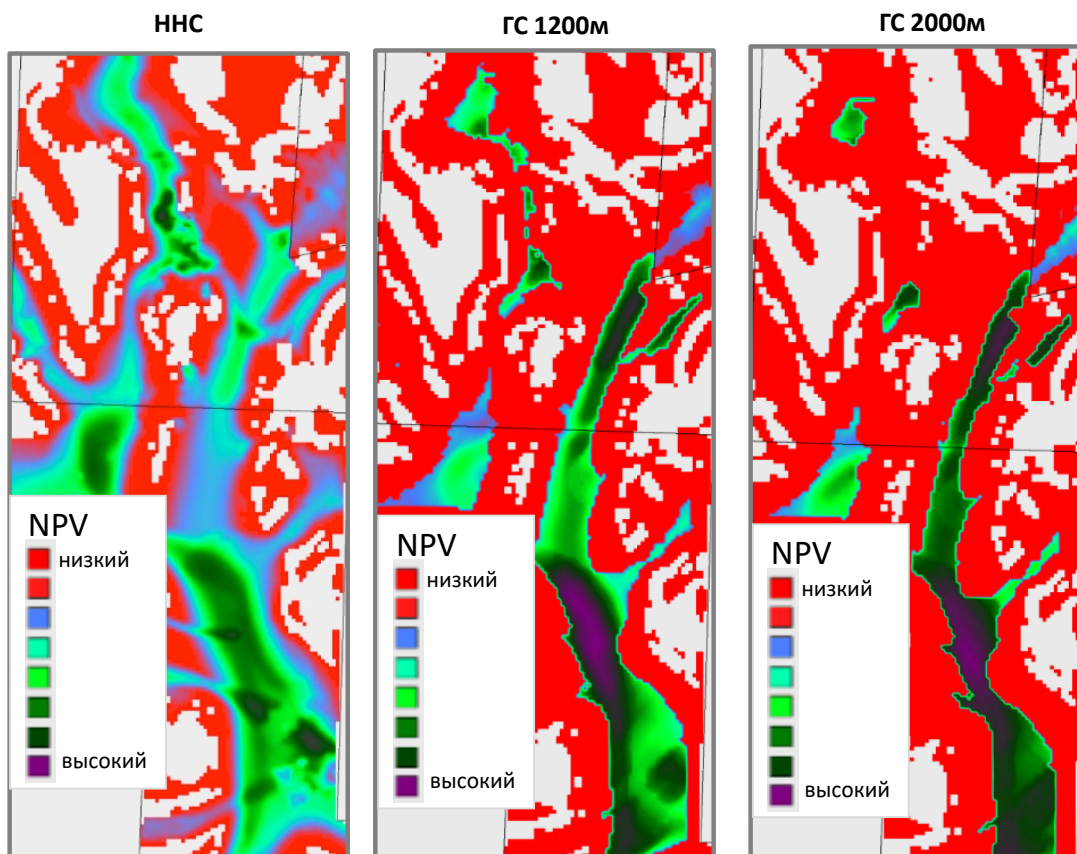 ННС
ГС 1200м
ГС 2000м
NPV
низкий
высокий
NPV
низкий
высокий
NPV
низкий
высокий